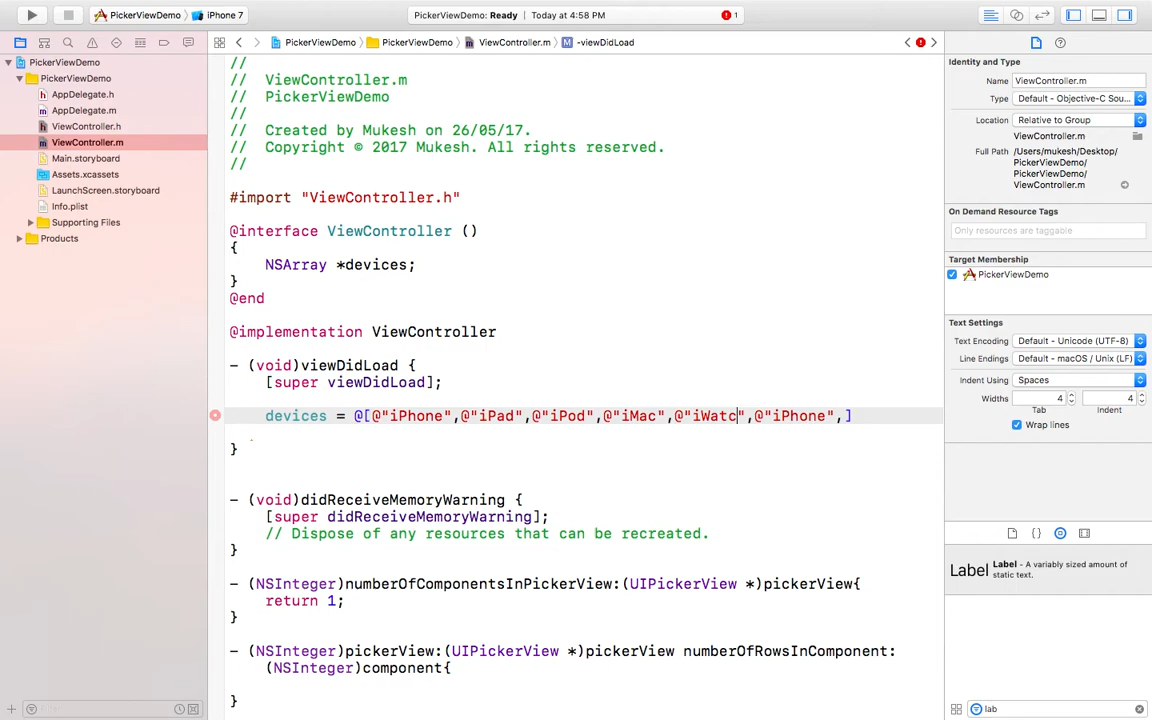 PickerViewDemo
iPhone 7
PickerViewDemo: Ready
Today at 4:58 PM
1
PickerViewDemo
PickerViewDemo
ViewController.m
M
-viewDidLoad
PickerViewDemo
PickerViewDemo
h AppDelegate.h
m AppDelegate.m
h ViewController.h
m ViewController.m
Main.storyboard
Assets.xcassets
LaunchScreen.storyboard
Info.plist
Supporting Files
Products
//
// ViewController.m
// PickerViewDemo
//
// Created by Mukesh on 26/05/17.
// Copyright © 2017 Mukesh. All rights reserved.
//
#import "ViewController.h"
@interface ViewController ()
{
NSArray *devices;
}
@end
@implementation ViewController
- (void)viewDidLoad {
[super viewDidLoad];
devices = @[@"iPhone",@"iPad",@"iPod",@"iMac",@"iWatc",@"iPhone",]
}
- (void)didReceiveMemoryWarning {
[super didReceiveMemoryWarning];
// Dispose of any resources that can be recreated.
}
- (NSInteger)numberOfComponentsInPickerView:(UIPickerView *)pickerView{
return 1;
}
- (NSInteger)pickerView:(UIPickerView *)pickerView numberOfRowsInComponent:
(NSInteger)component{
}
Identity and Type
Name ViewController.m
Type Default - Objective-C Sou...
Location Relative to Group
ViewController.m
Full Path /Users/mukesh/Desktop/
PickerViewDemo/
PickerViewDemo/
ViewController.m
On Demand Resource Tags
Only resources are taggable
Target Membership
PickerViewDemo
Text Settings
Text Encoding Default - Unicode (UTF-8)
Line Endings Default - macOS / Unix (LF)
Indent Using Spaces
Widths 4 4
Tab Indent
Wrap lines
{ }
Label Label - A variably sized amount of
static text.
lab